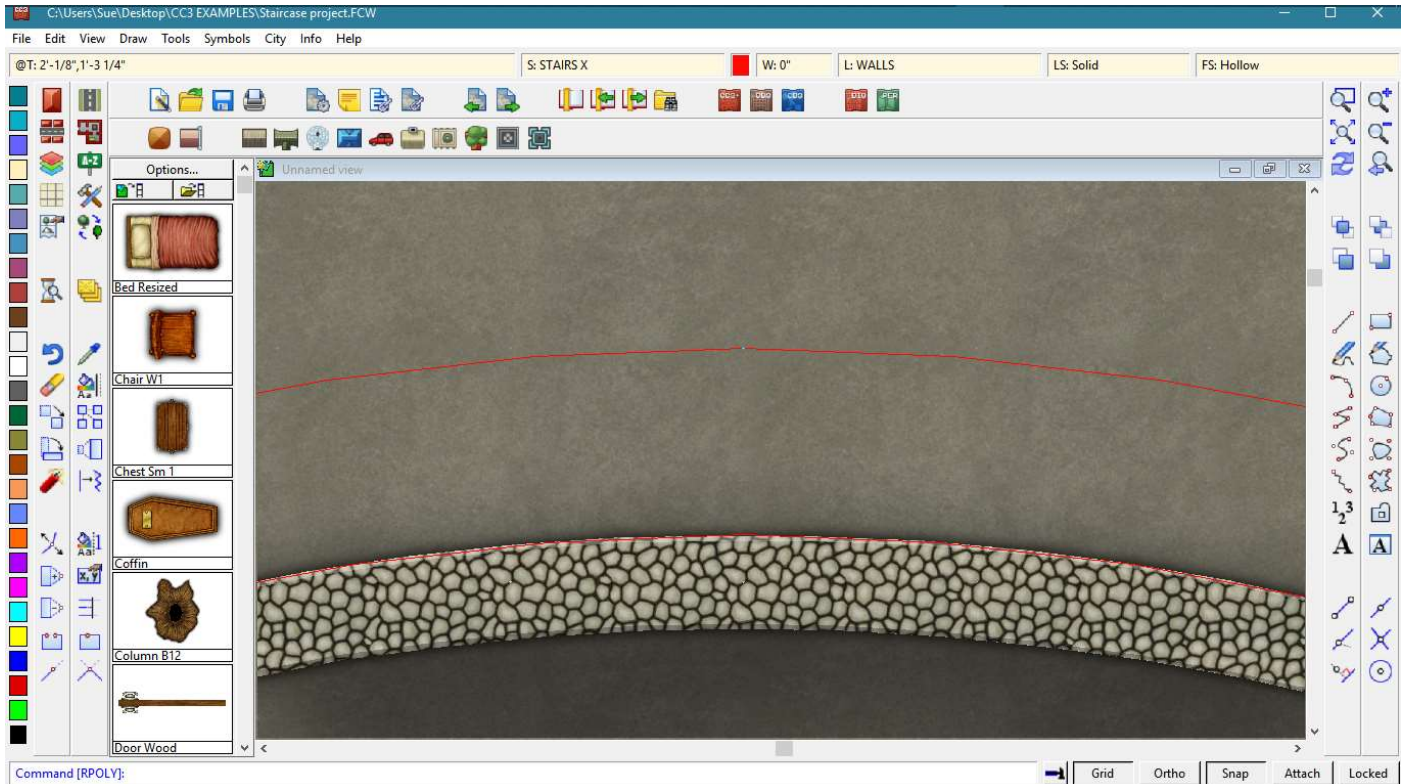 C:\Users\Sue\Desktop\CC3 EXAMPLES\Staircase project.FCW
File Edit View Draw Tools Symbols City Info Help
@T: 2'-1/8",1'-3 1/4" S: STAIRS X W: 0" L: WALLS LS: Solid FS: Hollow
Options...
Unnamed view
Bed Resized
Chair W1
Chest Sm 1
Coffin
Column B12
Door Wood
Command [RPOLY]: Grid Ortho Snap Attach Locked